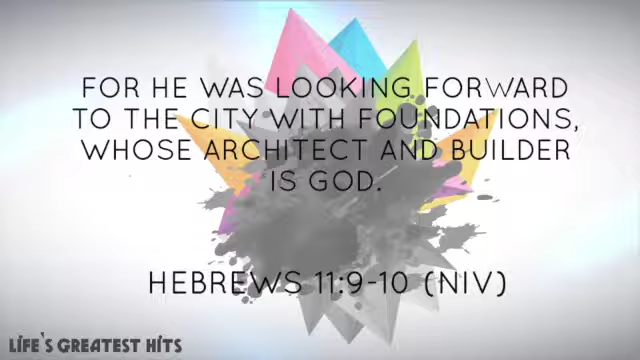 FOR HE WAS LOOKING FORWARD
TO THE CITY WITH FOUNDATIONS,
WHOSE ARCHITECT AND BUILDER
IS GOD.
HEBREWS 11:9-10 (NIV)
LIFE'S GREATEST HITS